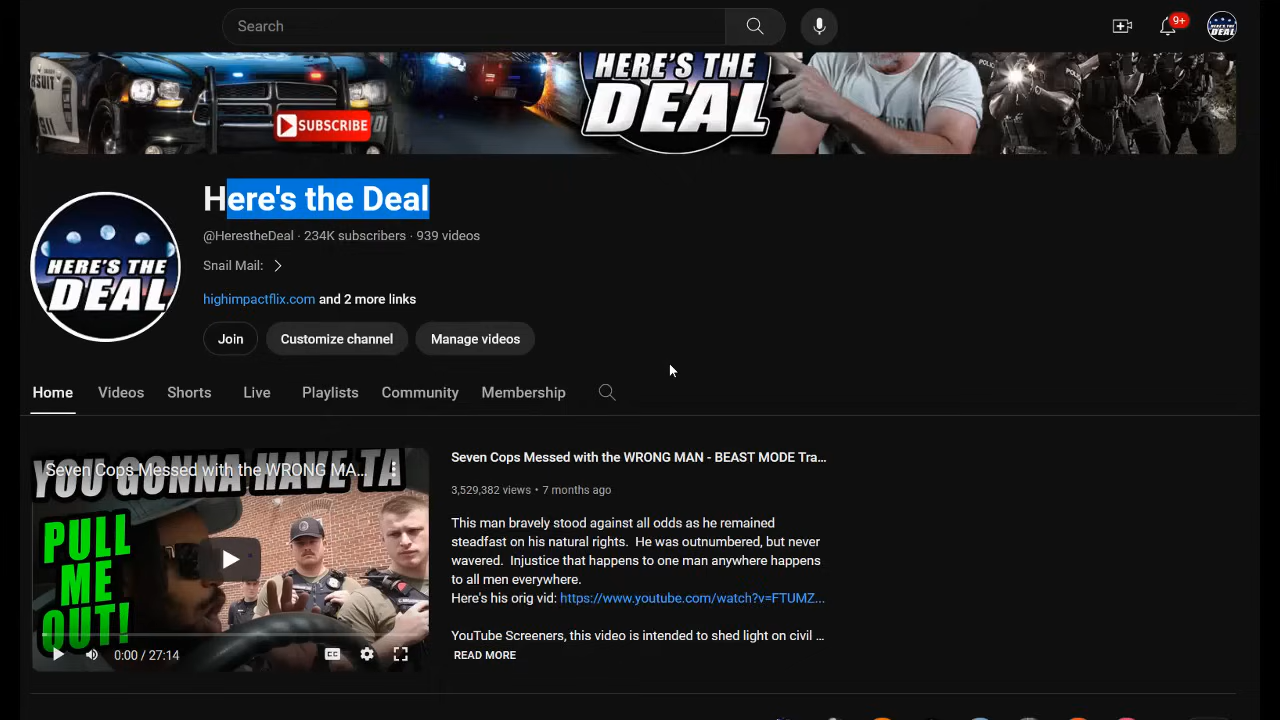 Search
9+
HERE'S THE
DEAL
SUBSCRIBE
HERE'S THE
DEAL
Here's the Deal
@HerestheDeal · 234K subscribers · 939 videos
Snail Mail:
highimpactflix.com and 2 more links
HERE'S THE
DEAL
Join
Customize channel
Manage videos
Home
Videos
Shorts
Live
Playlists
Community
Membership
YOU GONNA HAVE TA
Seven Cops Messed with the WRONG MA...
PULL
ME
OUT!
0:00 / 27:14
Seven Cops Messed with the WRONG MAN - BEAST MODE Tra...
3,529,382 views • 7 months ago
This man bravely stood against all odds as he remained
steadfast on his natural rights. He was outnumbered, but never
wavered. Injustice that happens to one man anywhere happens
to all men everywhere.
Here's his orig vid: https://www.youtube.com/watch?v=FTUMZ...
YouTube Screeners, this video is intended to shed light on civil ...
READ MORE